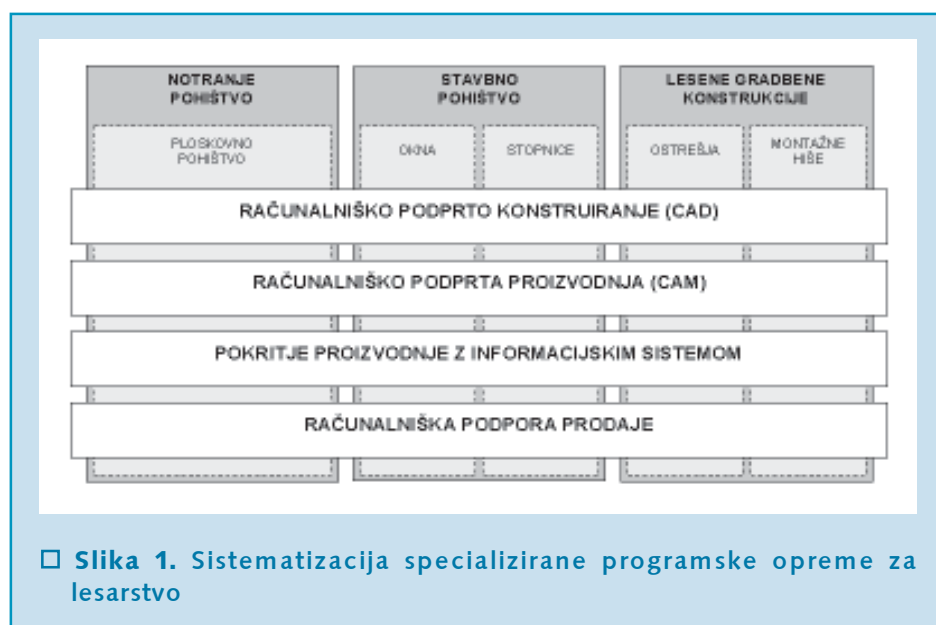 NOTRANJE
POHIŠTVO
STAVBNO
POHIŠTVO
LESENE GRADBENE
KONSTRUKCIJE
PLOSKOVNO
POHIŠTVO
OKNA
STOPNICE
OSTREŠJA
MONTAŽNE
HIŠE
RAČUNALNIŠKO PODPRTO KONSTRUIRANJE (CAD)
RAČUNALNIŠKO PODPRTA PROIZVODNJA (CAM)
POKRITJE PROIZVODNJE Z INFORMACIJSKIM SISTEMOM
RAČUNALNIŠKA PODPORA PRODAJE
□ Slika 1. Sistematizacija specializirane programske opreme za
lesarstvo